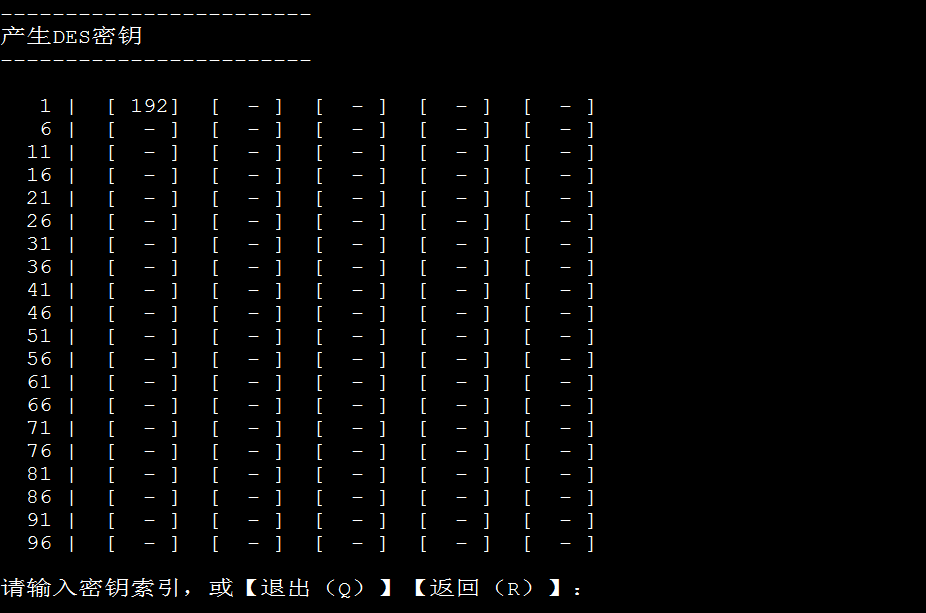 ------------------------
产生DES密钥
------------------------
1 | [ 192] [ - ] [ - ] [ - ] [ - ]
6 | [ - ] [ - ] [ - ] [ - ] [ - ]
11 | [ - ] [ - ] [ - ] [ - ] [ - ]
16 | [ - ] [ - ] [ - ] [ - ] [ - ]
21 | [ - ] [ - ] [ - ] [ - ] [ - ]
26 | [ - ] [ - ] [ - ] [ - ] [ - ]
31 | [ - ] [ - ] [ - ] [ - ] [ - ]
36 | [ - ] [ - ] [ - ] [ - ] [ - ]
41 | [ - ] [ - ] [ - ] [ - ] [ - ]
46 | [ - ] [ - ] [ - ] [ - ] [ - ]
51 | [ - ] [ - ] [ - ] [ - ] [ - ]
56 | [ - ] [ - ] [ - ] [ - ] [ - ]
61 | [ - ] [ - ] [ - ] [ - ] [ - ]
66 | [ - ] [ - ] [ - ] [ - ] [ - ]
71 | [ - ] [ - ] [ - ] [ - ] [ - ]
76 | [ - ] [ - ] [ - ] [ - ] [ - ]
81 | [ - ] [ - ] [ - ] [ - ] [ - ]
86 | [ - ] [ - ] [ - ] [ - ] [ - ]
91 | [ - ] [ - ] [ - ] [ - ] [ - ]
96 | [ - ] [ - ] [ - ] [ - ] [ - ]
请输入密钥索引，或【退出（Q）】【返回（R）】：